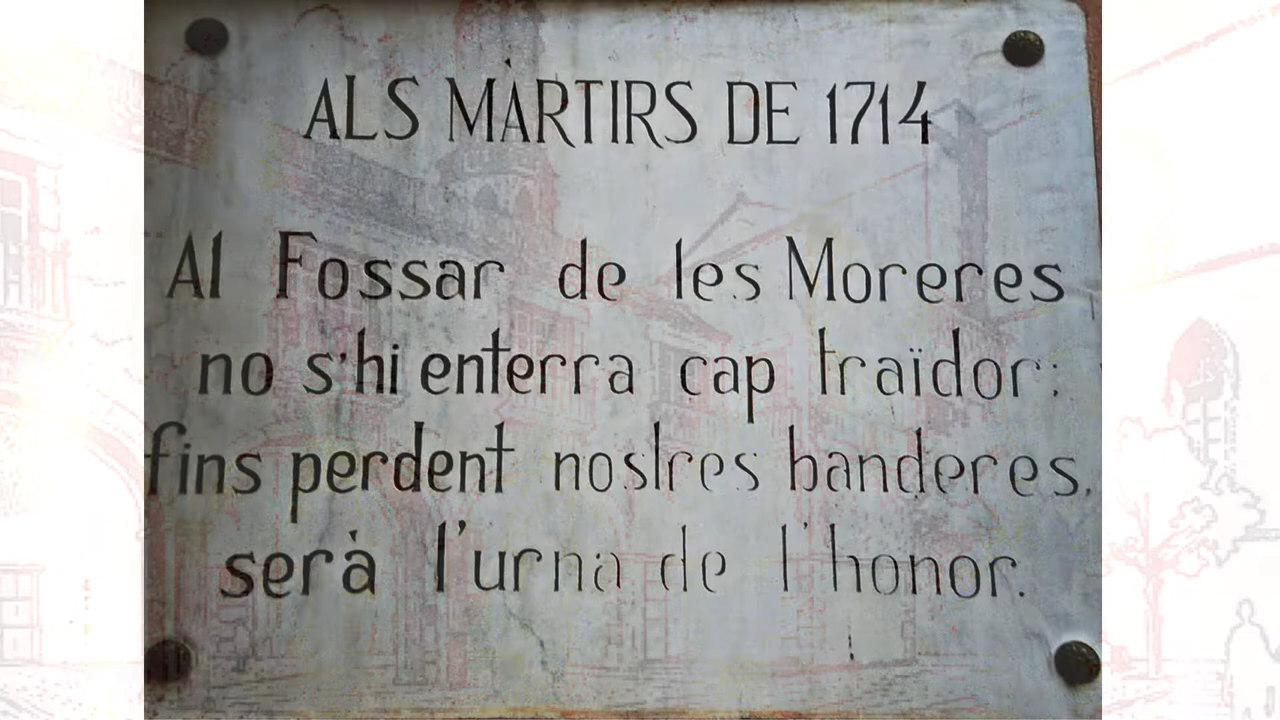 ALS MÀRTIRS DE 1714
Al Fossar de les Moreres
no s'hi enterra cap traïdor:
fins perdent nostres banderes,
serà l'urna de l'honor.